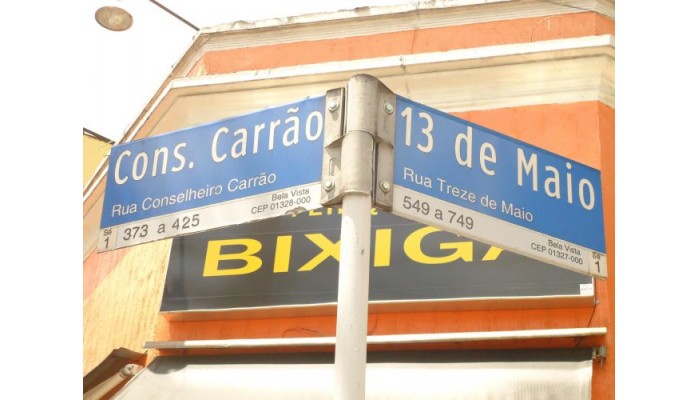 Cons. Carrão
Rua Conselheiro Carrão
Bela Vista
CEP 01328-000
Sé
1
373 a 425
13 de Maio
Rua Treze de Maio
549 a 749
Bela Vista
CEP 01327-000
Sé
1
BIXIGA